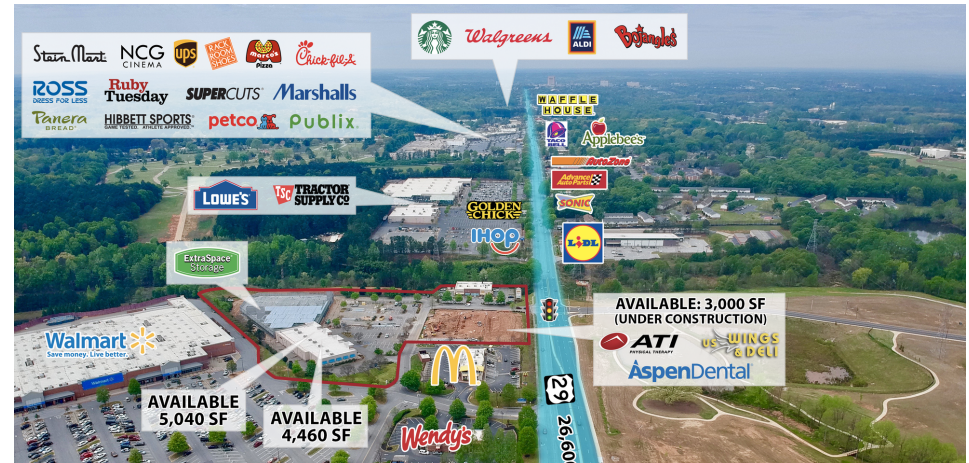 Stein Mart NCG CINEMA ups RACK ROOM SHOES Marco's Pizza Chick-fil-A
ROSS DRESS FOR LESS Ruby Tuesday SUPERCUTS Marshalls
Panera BREAD HIBBETT SPORTS GAME TESTED. ATHLETE APPROVED. petco Publix
Walgreens ALDI Bojangles
WAFFLE HOUSE
TACO BELL Applebee's
AutoZone
Advance Auto Parts
SONIC
LOWE'S TSC TRACTOR SUPPLY CO
GOLDEN CHICK
IHOP
LIDL
ExtraSpace Storage
AVAILABLE: 3,000 SF
(UNDER CONSTRUCTION)
ATI PHYSICAL THERAPY US WINGS & DELI
AspenDental
Walmart
Save money. Live better.
Walmart
AVAILABLE
5,040 SF
AVAILABLE
4,460 SF
Wendy's
29
26,600